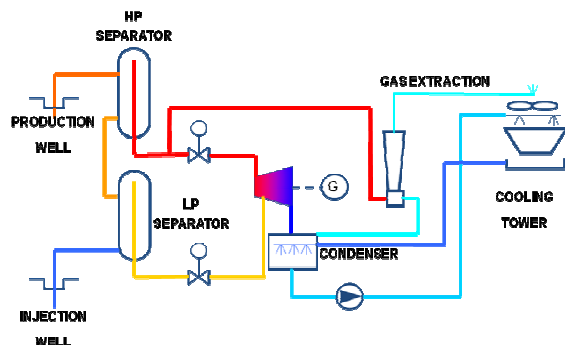 HP
SEPARATOR
GAS EXTRACTION
PRODUCTION
WELL
G
LP
SEPARATOR
COOLING
TOWER
CONDENSER
INJECTION
WELL